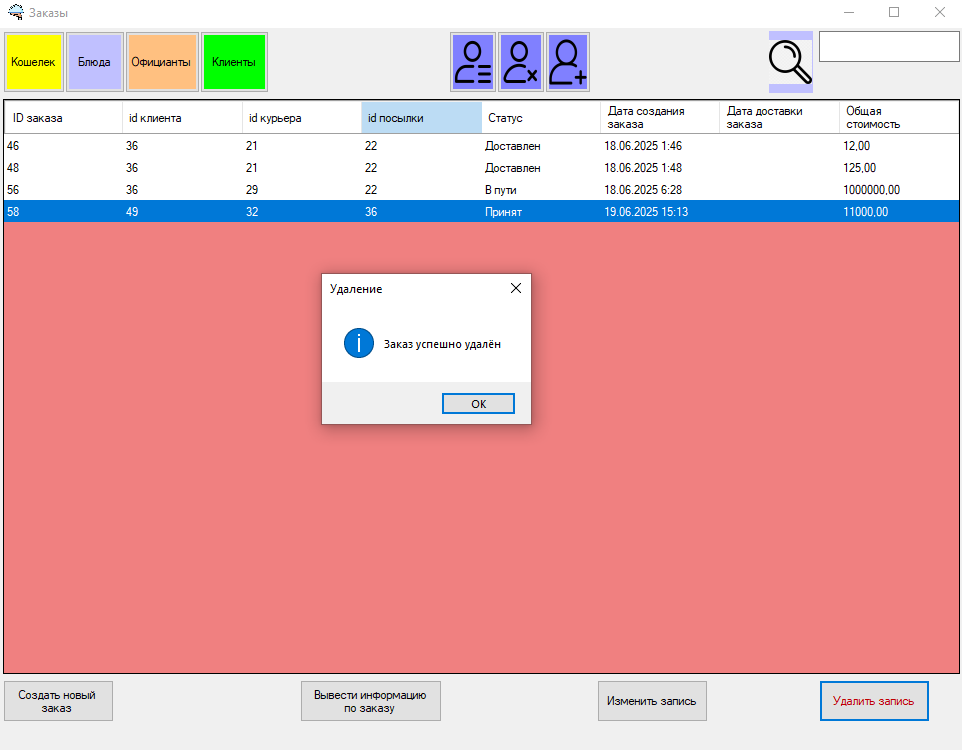 Заказы
Кошелек Блюда Официанты Клиенты
ID заказа id клиента id курьера id посылки Статус Дата создания заказа Дата доставки заказа Общая стоимость
46 36 21 22 Доставлен 18.06.2025 1:46 12,00
48 36 21 22 Доставлен 18.06.2025 1:48 125,00
56 36 29 22 В пути 18.06.2025 6:28 1000000,00
58 49 32 36 Принят 19.06.2025 15:13 11000,00
Удаление
Заказ успешно удалён
OK
Создать новый заказ
Вывести информацию по заказу
Изменить запись
Удалить запись